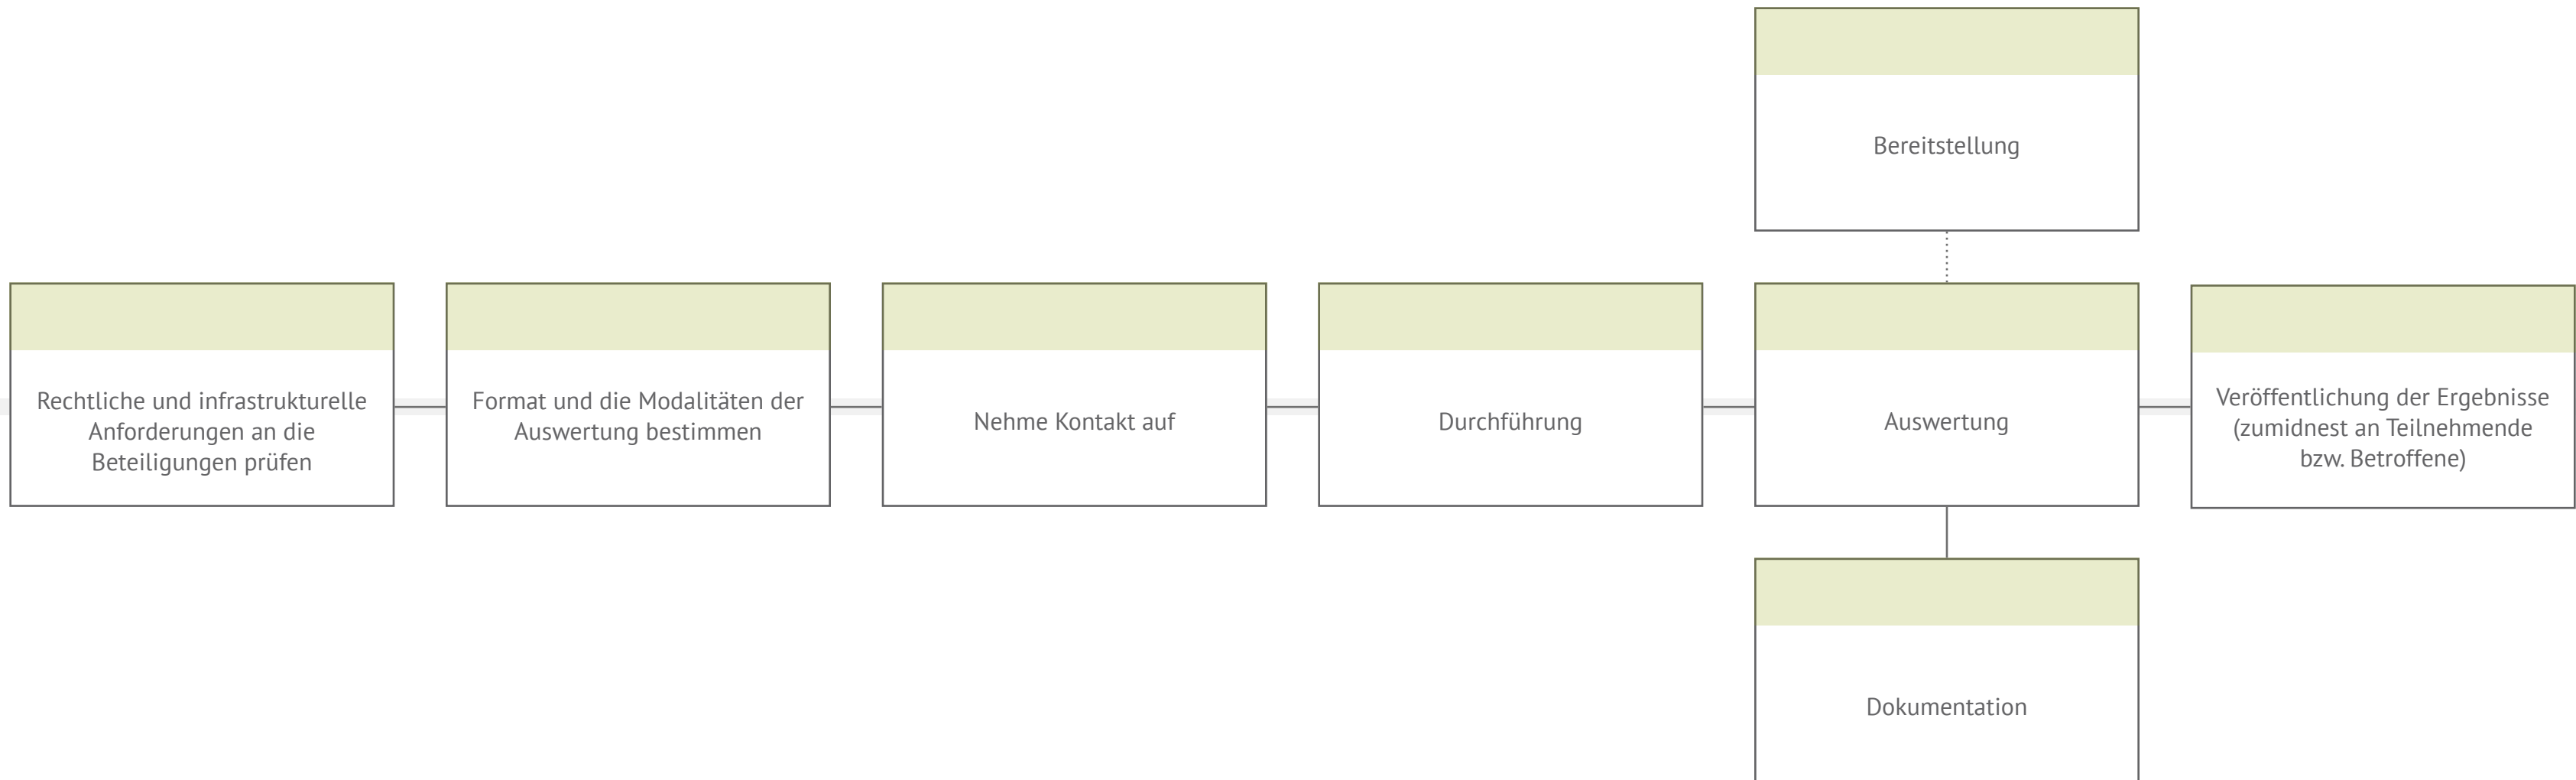 Bereitstellung
Rechtliche und infrastrukturelle
Anforderungen an die
Beteiligungen prüfen
Format und die Modalitäten der
Auswertung bestimmen
Nehme Kontakt auf
Durchführung
Auswertung
Veröffentlichung der Ergebnisse
(zumidnest an Teilnehmende
bzw. Betroffene)
Dokumentation